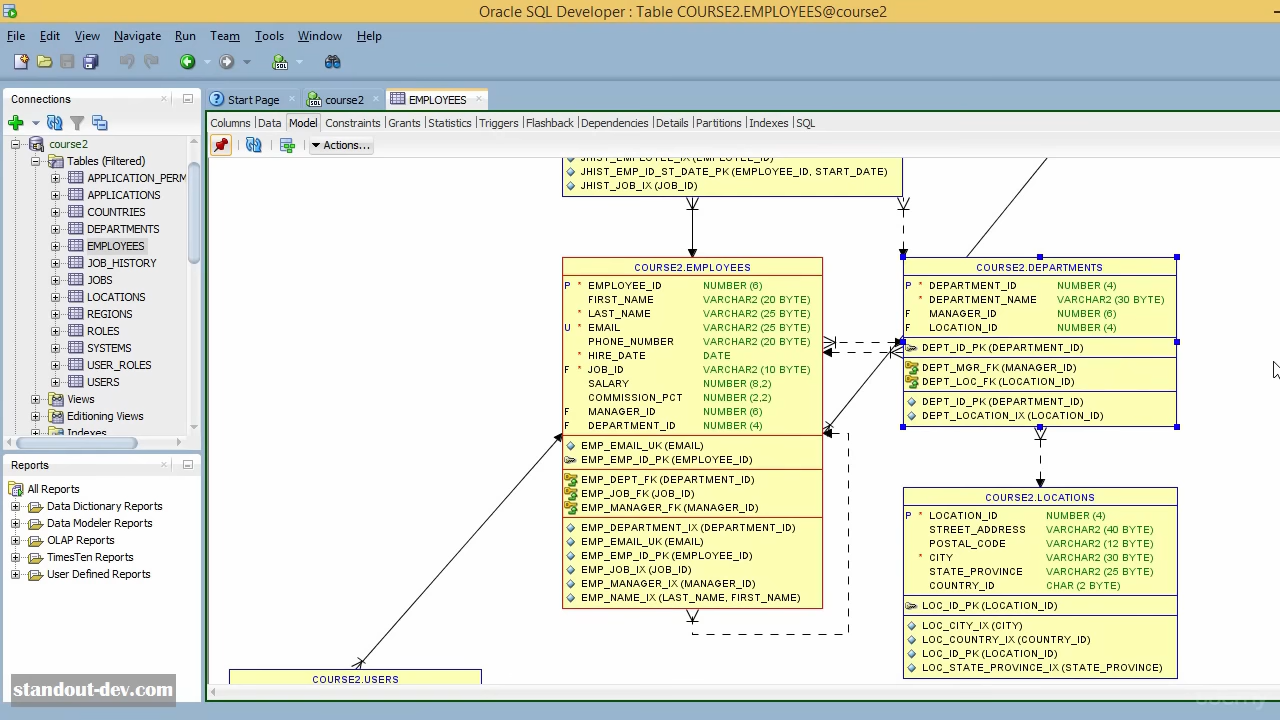 Oracle SQL Developer : Table COURSE2.EMPLOYEES@course2
File Edit View Navigate Run Team Tools Window Help
Connections
course2
Tables (Filtered)
APPLICATION_PERM
APPLICATIONS
COUNTRIES
DEPARTMENTS
EMPLOYEES
JOB_HISTORY
JOBS
LOCATIONS
REGIONS
ROLES
SYSTEMS
USER_ROLES
USERS
Views
Editioning Views
Indexes
Reports
All Reports
Data Dictionary Reports
Data Modeler Reports
OLAP Reports
TimesTen Reports
User Defined Reports
standout-dev.com
Start Page course2 EMPLOYEES
Columns Data Model Constraints Grants Statistics Triggers Flashback Dependencies Details Partitions Indexes SQL
Actions...
JHIST_EMPLOYEE_IX (EMPLOYEE_ID)
JHIST_EMP_ID_ST_DATE_PK (EMPLOYEE_ID, START_DATE)
JHIST_JOB_IX (JOB_ID)
COURSE2.EMPLOYEES
P * EMPLOYEE_ID NUMBER (6)
FIRST_NAME VARCHAR2 (20 BYTE)
* LAST_NAME VARCHAR2 (25 BYTE)
U * EMAIL VARCHAR2 (25 BYTE)
PHONE_NUMBER VARCHAR2 (20 BYTE)
* HIRE_DATE DATE
F * JOB_ID VARCHAR2 (10 BYTE)
SALARY NUMBER (8,2)
COMMISSION_PCT NUMBER (2,2)
F MANAGER_ID NUMBER (6)
F DEPARTMENT_ID NUMBER (4)
EMP_EMAIL_UK (EMAIL)
EMP_EMP_ID_PK (EMPLOYEE_ID)
EMP_DEPT_FK (DEPARTMENT_ID)
EMP_JOB_FK (JOB_ID)
EMP_MANAGER_FK (MANAGER_ID)
EMP_DEPARTMENT_IX (DEPARTMENT_ID)
EMP_EMAIL_UK (EMAIL)
EMP_EMP_ID_PK (EMPLOYEE_ID)
EMP_JOB_IX (JOB_ID)
EMP_MANAGER_IX (MANAGER_ID)
EMP_NAME_IX (LAST_NAME, FIRST_NAME)
COURSE2.DEPARTMENTS
P * DEPARTMENT_ID NUMBER (4)
* DEPARTMENT_NAME VARCHAR2 (30 BYTE)
F MANAGER_ID NUMBER (6)
F LOCATION_ID NUMBER (4)
DEPT_ID_PK (DEPARTMENT_ID)
DEPT_MGR_FK (MANAGER_ID)
DEPT_LOC_FK (LOCATION_ID)
DEPT_ID_PK (DEPARTMENT_ID)
DEPT_LOCATION_IX (LOCATION_ID)
COURSE2.LOCATIONS
P * LOCATION_ID NUMBER (4)
STREET_ADDRESS VARCHAR2 (40 BYTE)
POSTAL_CODE VARCHAR2 (12 BYTE)
* CITY VARCHAR2 (30 BYTE)
STATE_PROVINCE VARCHAR2 (25 BYTE)
COUNTRY_ID CHAR (2 BYTE)
LOC_ID_PK (LOCATION_ID)
LOC_CITY_IX (CITY)
LOC_COUNTRY_IX (COUNTRY_ID)
LOC_ID_PK (LOCATION_ID)
LOC_STATE_PROVINCE_IX (STATE_PROVINCE)
COURSE2.USERS
udemy